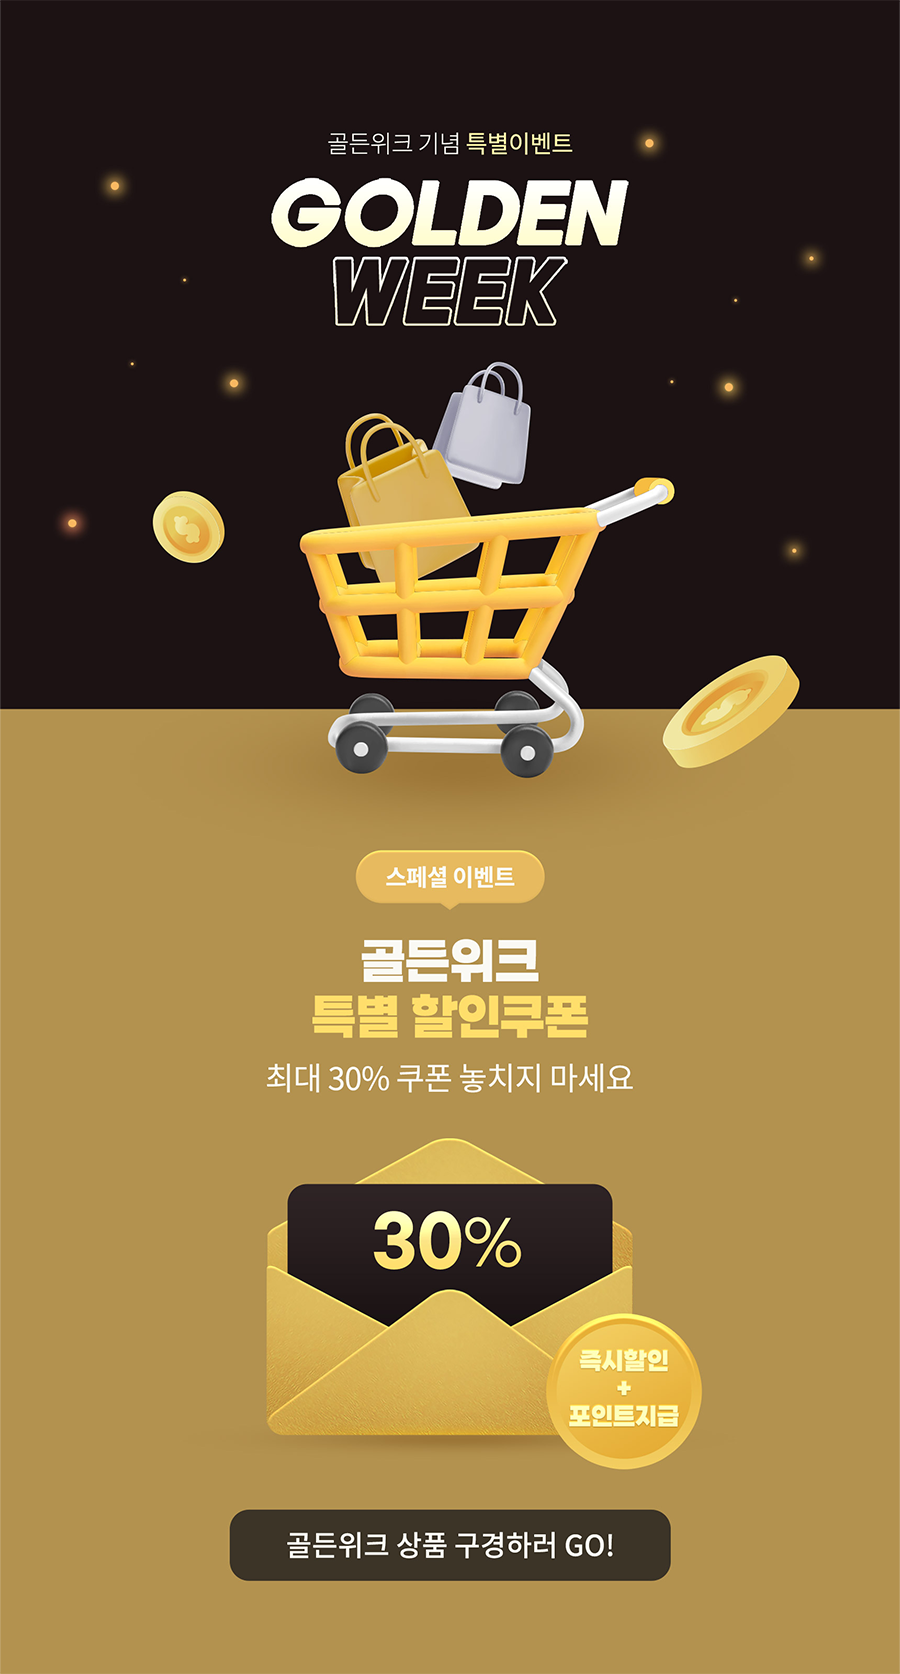 골든위크 기념 특별이벤트
GOLDEN
WEEK
스페셜 이벤트
골든위크
특별 할인쿠폰
최대 30% 쿠폰 놓치지 마세요
30%
즉시할인
+
포인트지급
골든위크 상품 구경하러 GO!